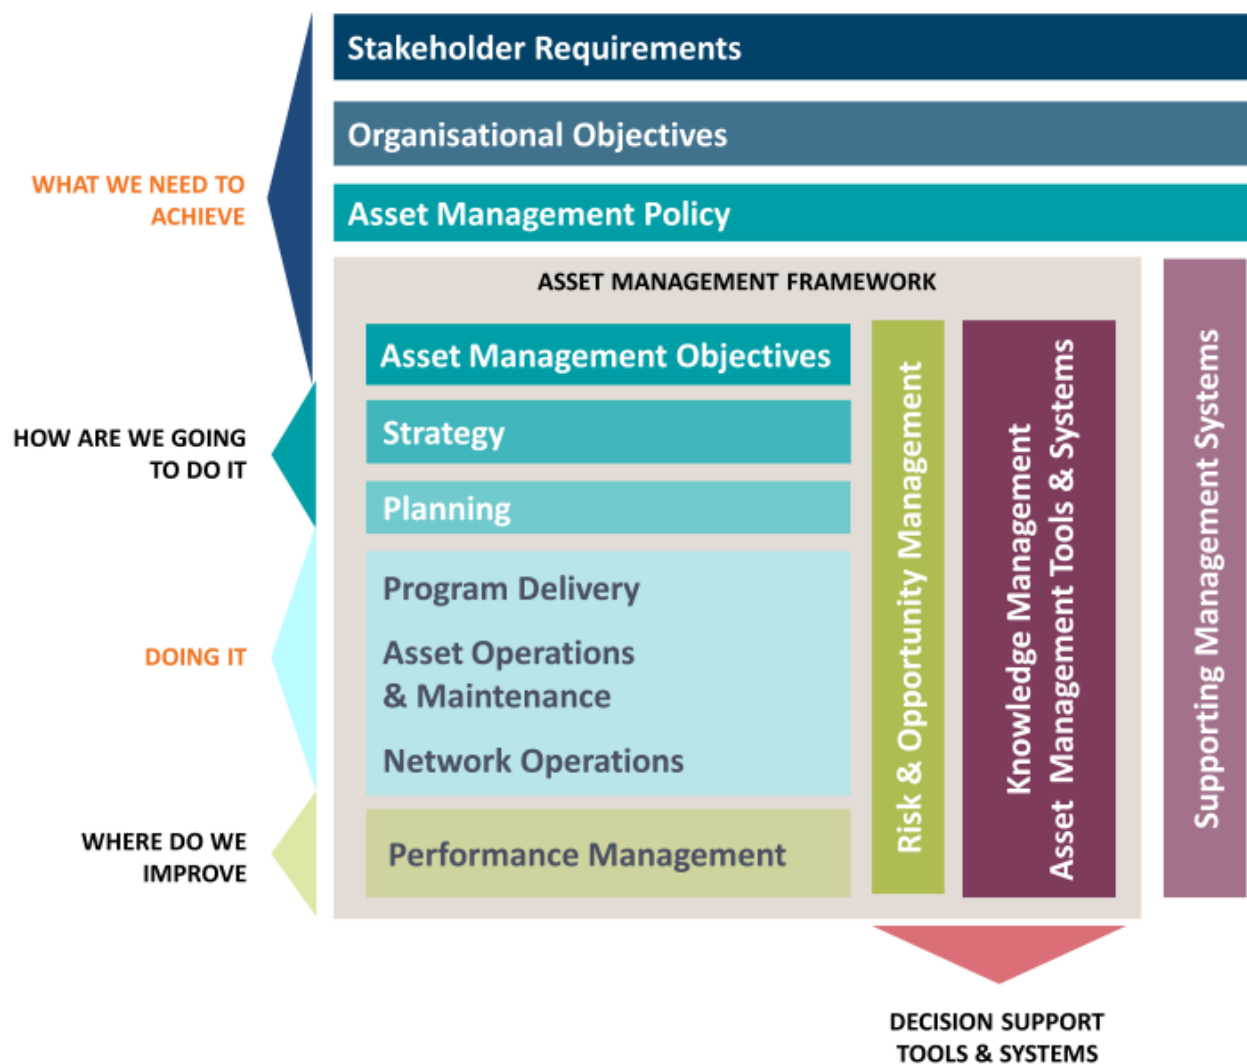 Stakeholder Requirements
Organisational Objectives
WHAT WE NEED TO
ACHIEVE
Asset Management Policy
ASSET MANAGEMENT FRAMEWORK
Asset Management Objectives
HOW ARE WE GOING
TO DO IT
Strategy
Planning
DOING IT
Program Delivery
Asset Operations
& Maintenance
Network Operations
WHERE DO WE
IMPROVE
Performance Management
Risk & Opportunity Management
Knowledge Management
Asset Management Tools & Systems
Supporting Management Systems
DECISION SUPPORT
TOOLS & SYSTEMS